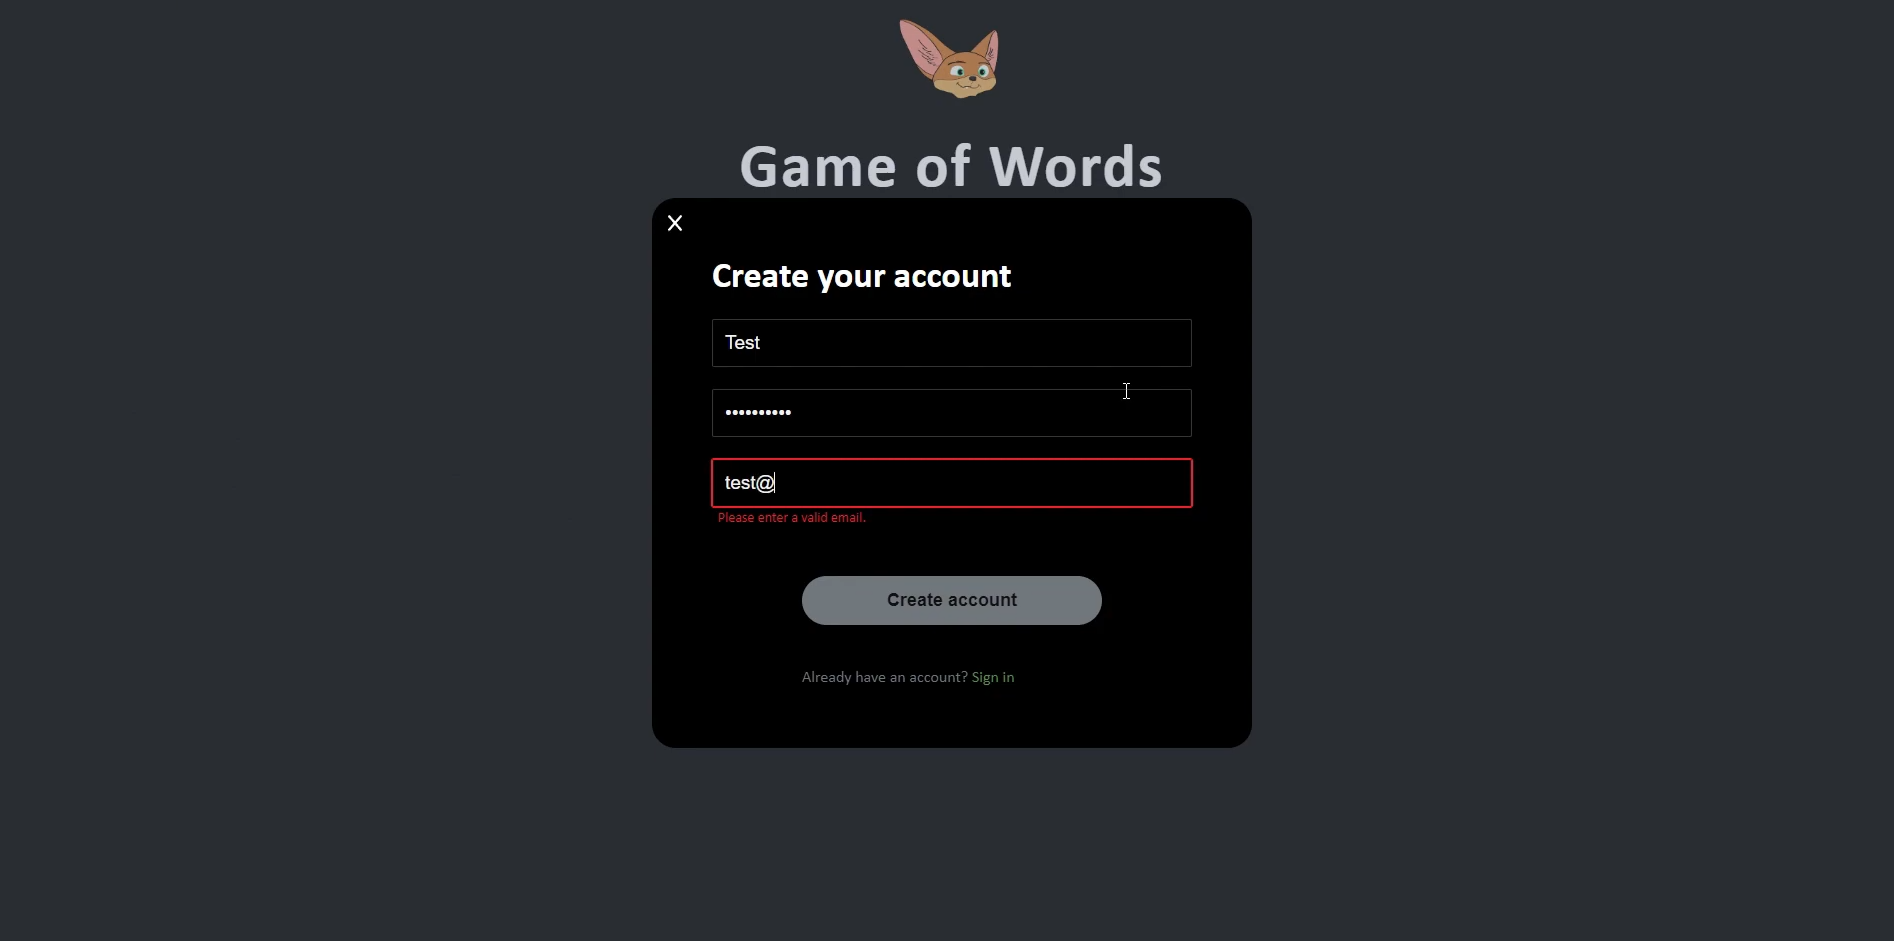 Game of Words
X
Create your account
Test
••••••••••
test@
Please enter a valid email.
Create account
Already have an account? Sign in